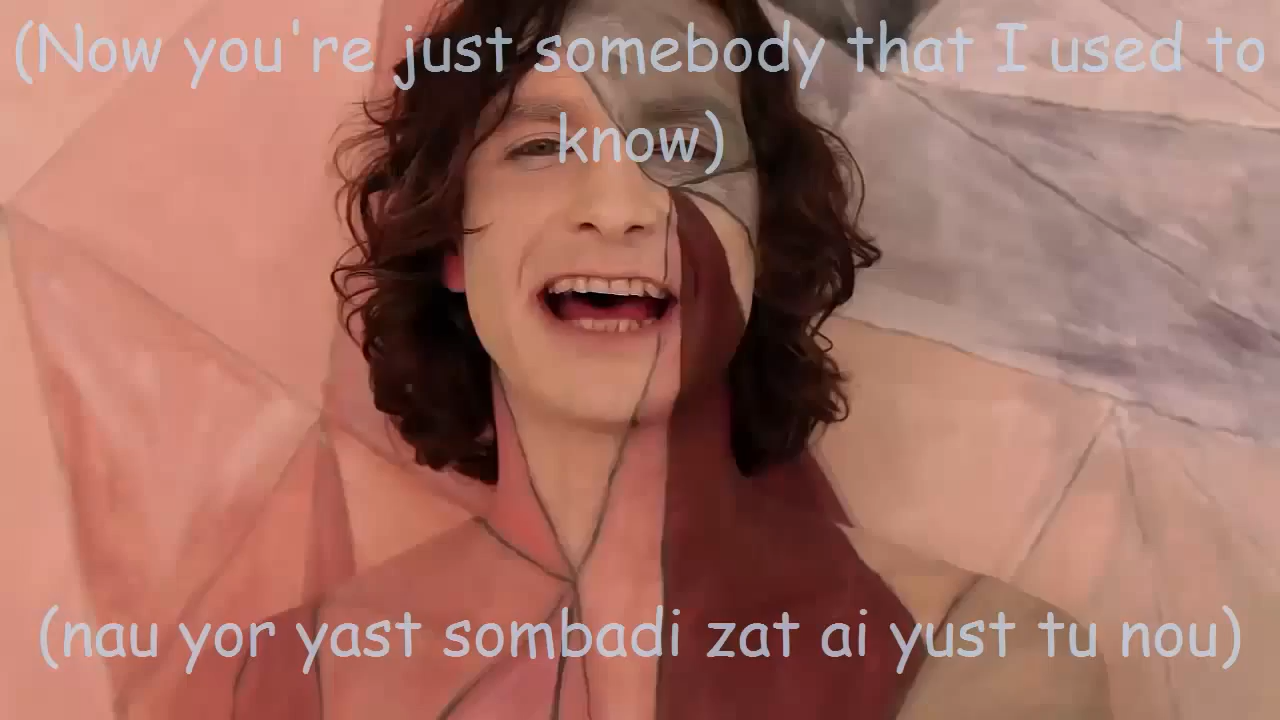 (Now you're just somebody that I used to
know)
(nau yor yast sombadi zat ai yust tu nou)